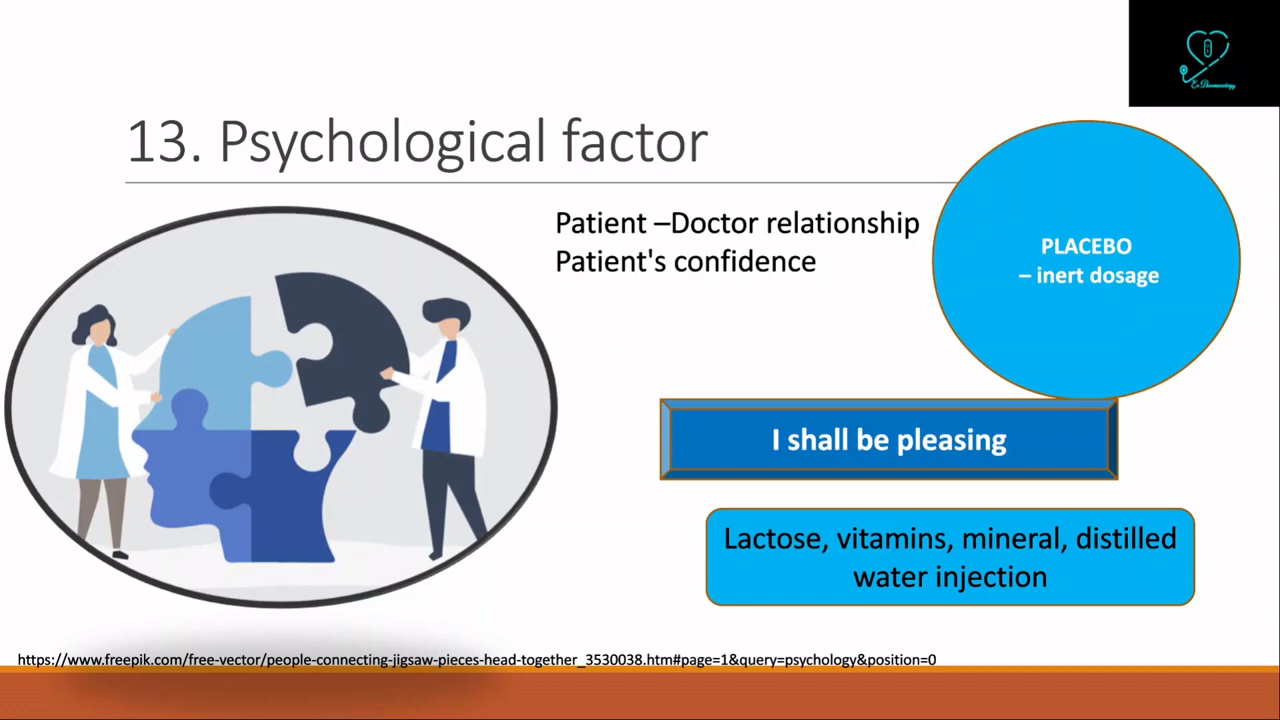 13. Psychological factor
Patient –Doctor relationship
Patient's confidence
PLACEBO
– inert dosage
I shall be pleasing
Lactose, vitamins, mineral, distilled
water injection
https://www.freepik.com/free-vector/people-connecting-jigsaw-pieces-head-together_3530038.htm#page=1&query=psychology&position=0